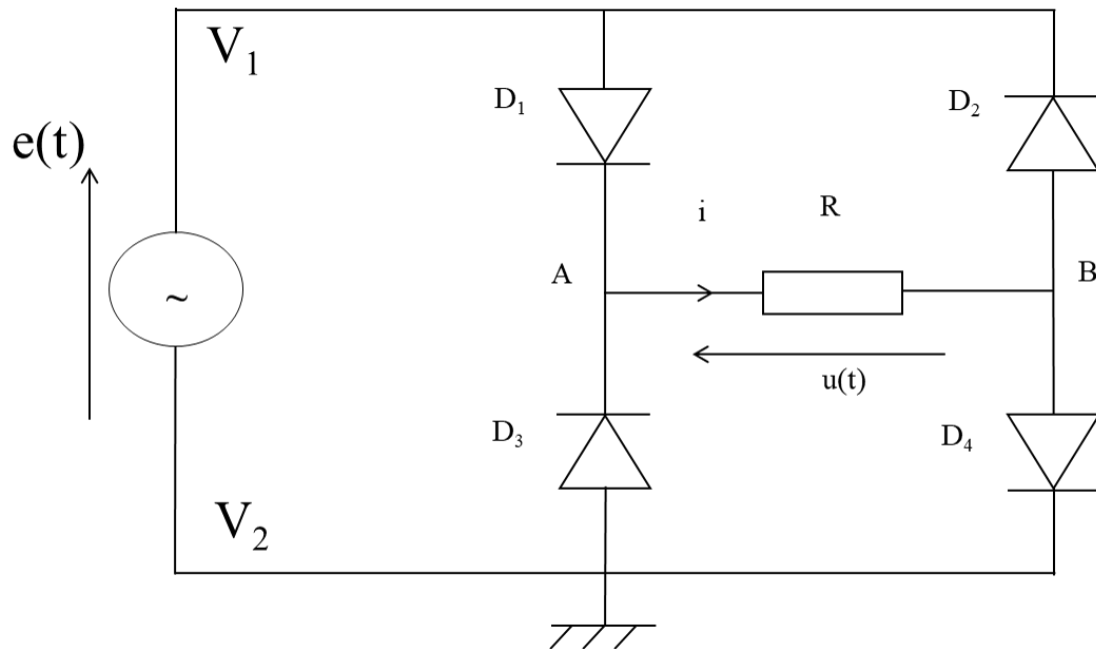 V₁
D₁
D₂
e(t)
i
R
~
A
B
u(t)
D₃
D₄
V₂